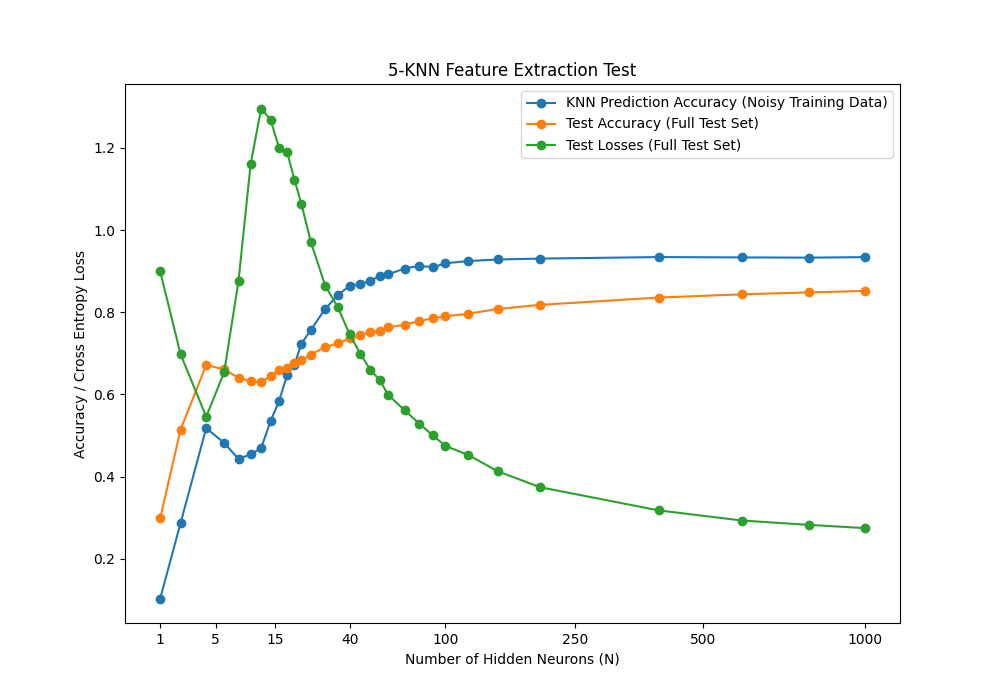 5-KNN Feature Extraction Test
KNN Prediction Accuracy (Noisy Training Data)
Test Accuracy (Full Test Set)
Test Losses (Full Test Set)
Accuracy / Cross Entropy Loss
1.2
1.0
0.8
0.6
0.4
0.2
1 5 15 40 100 250 500 1000
Number of Hidden Neurons (N)